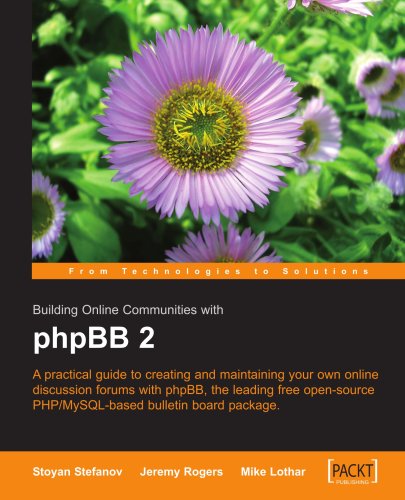 From Technologies to Solutions
Building Online Communities with
phpBB 2
A practical guide to creating and maintaining your own online
discussion forums with phpBB, the leading free open-source
PHP/MySQL-based bulletin board package.
Stoyan Stefanov Jeremy Rogers Mike Lothar
PACKT
PUBLISHING